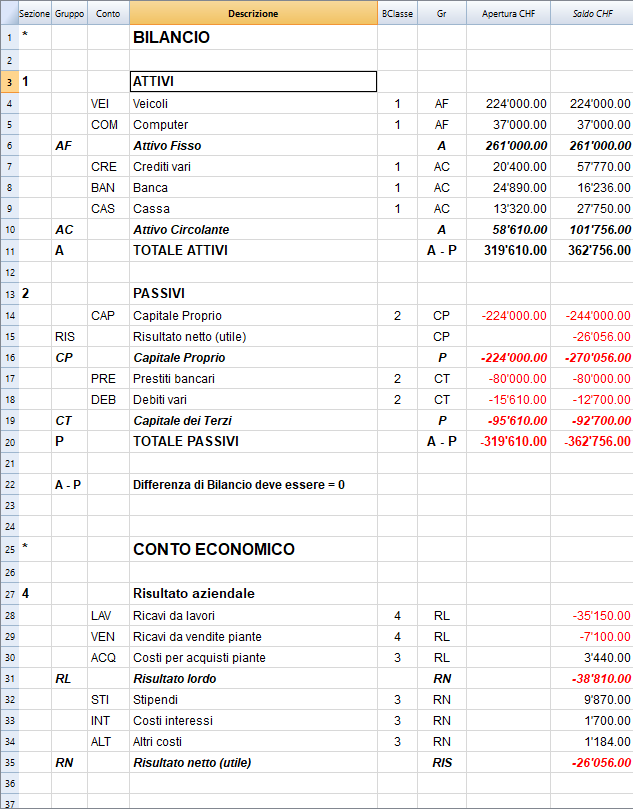 Sezione Gruppo Conto Descrizione BClasse Gr Apertura CHF Saldo CHF
1 * BILANCIO
2
3 1 ATTIVI
4 VEI Veicoli 1 AF 224'000.00 224'000.00
5 COM Computer 1 AF 37'000.00 37'000.00
6 AF Attivo Fisso A 261'000.00 261'000.00
7 CRE Crediti vari 1 AC 20'400.00 57'770.00
8 BAN Banca 1 AC 24'890.00 16'236.00
9 CAS Cassa 1 AC 13'320.00 27'750.00
10 AC Attivo Circolante A 58'610.00 101'756.00
11 A TOTALE ATTIVI A - P 319'610.00 362'756.00
12
13 2 PASSIVI
14 CAP Capitale Proprio 2 CP -224'000.00 -244'000.00
15 RIS Risultato netto (utile) CP -26'056.00
16 CP Capitale Proprio P -224'000.00 -270'056.00
17 PRE Prestiti bancari 2 CT -80'000.00 -80'000.00
18 DEB Debiti vari 2 CT -15'610.00 -12'700.00
19 CT Capitale dei Terzi P -95'610.00 -92'700.00
20 P TOTALE PASSIVI A - P -319'610.00 -362'756.00
21
22 A - P Differenza di Bilancio deve essere = 0
23
24
25 * CONTO ECONOMICO
26
27 4 Risultato aziendale
28 LAV Ricavi da lavori 4 RL -35'150.00
29 VEN Ricavi da vendite piante 4 RL -7'100.00
30 ACQ Costi per acquisti piante 3 RL 3'440.00
31 RL Risultato lordo RN -38'810.00
32 STI Stipendi 3 RN 9'870.00
33 INT Costi interessi 3 RN 1'700.00
34 ALT Altri costi 3 RN 1'184.00
35 RN Risultato netto (utile) RIS -26'056.00
36
37